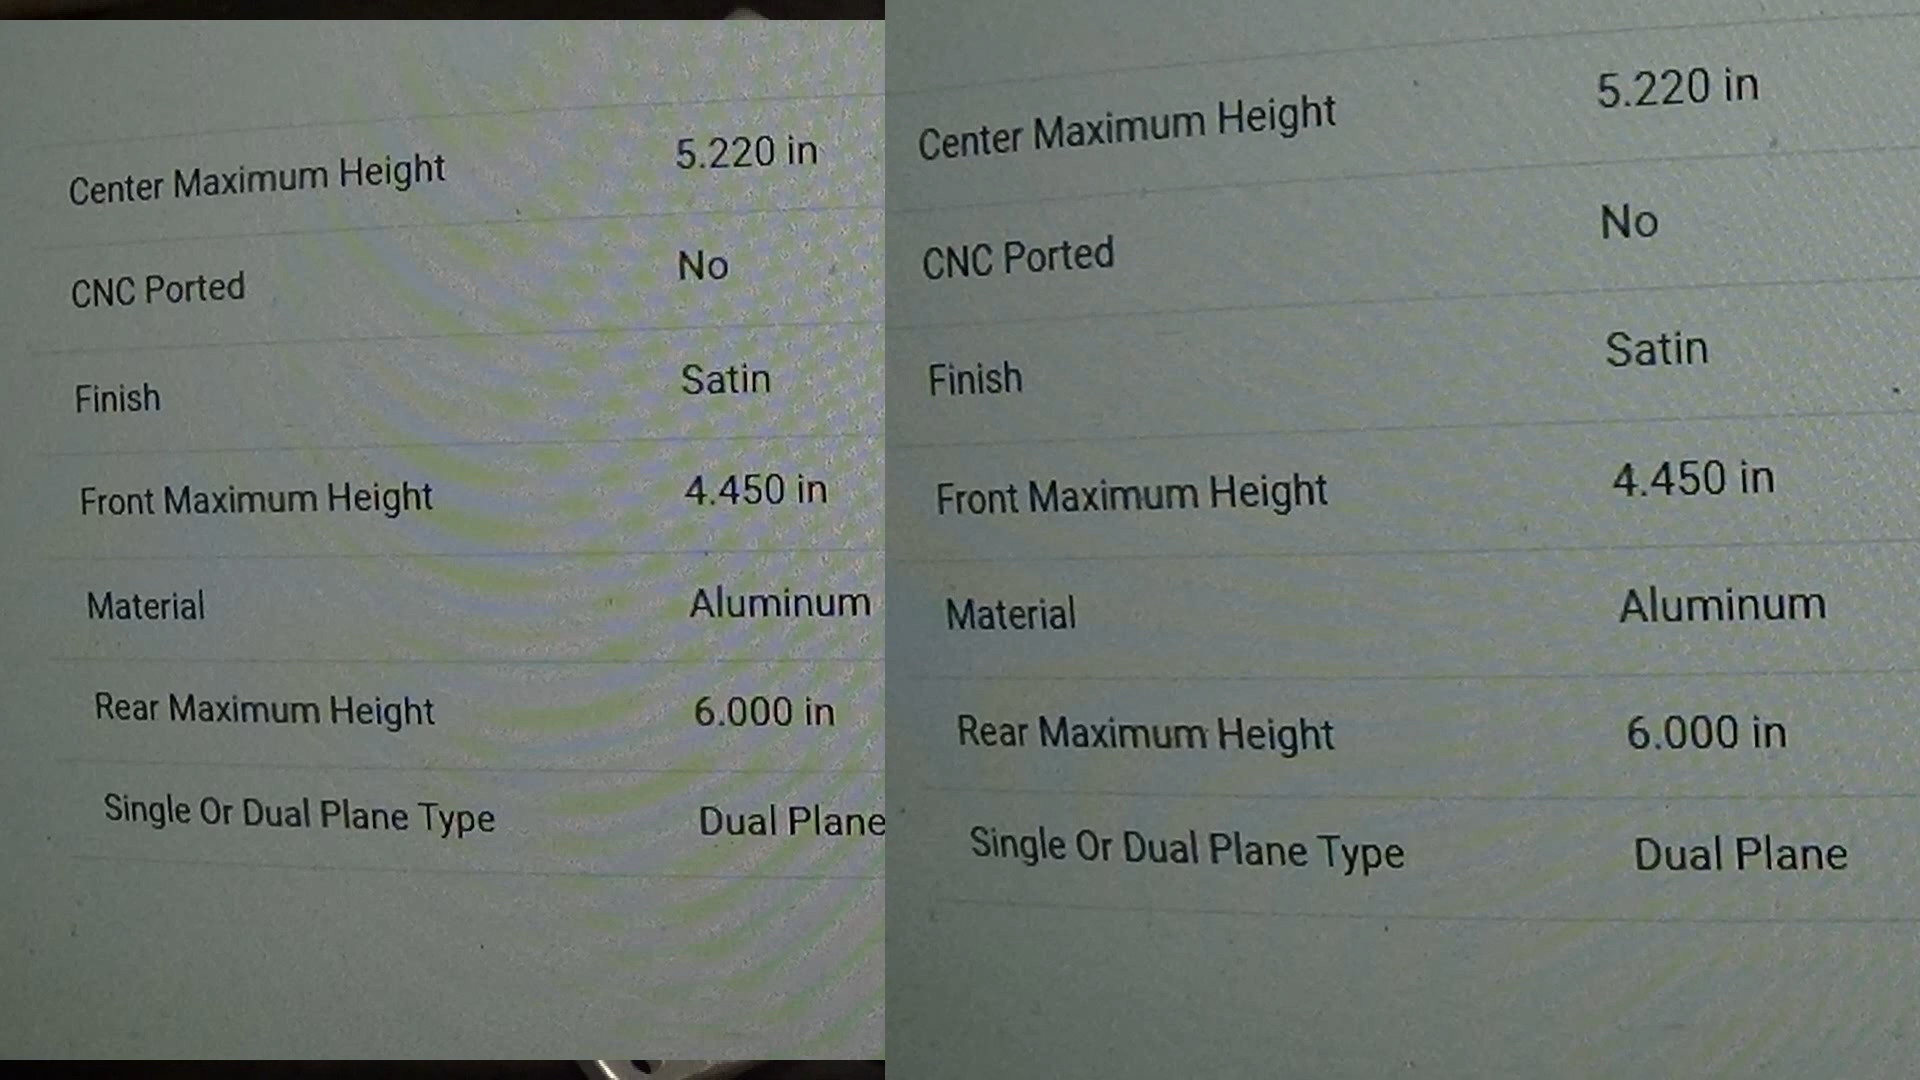 Center Maximum Height 5.220 in
CNC Ported No
Finish Satin
Front Maximum Height 4.450 in
Material Aluminum
Rear Maximum Height 6.000 in
Single Or Dual Plane Type Dual Plane
Center Maximum Height 5.220 in
CNC Ported No
Finish Satin
Front Maximum Height 4.450 in
Material Aluminum
Rear Maximum Height 6.000 in
Single Or Dual Plane Type Dual Plane